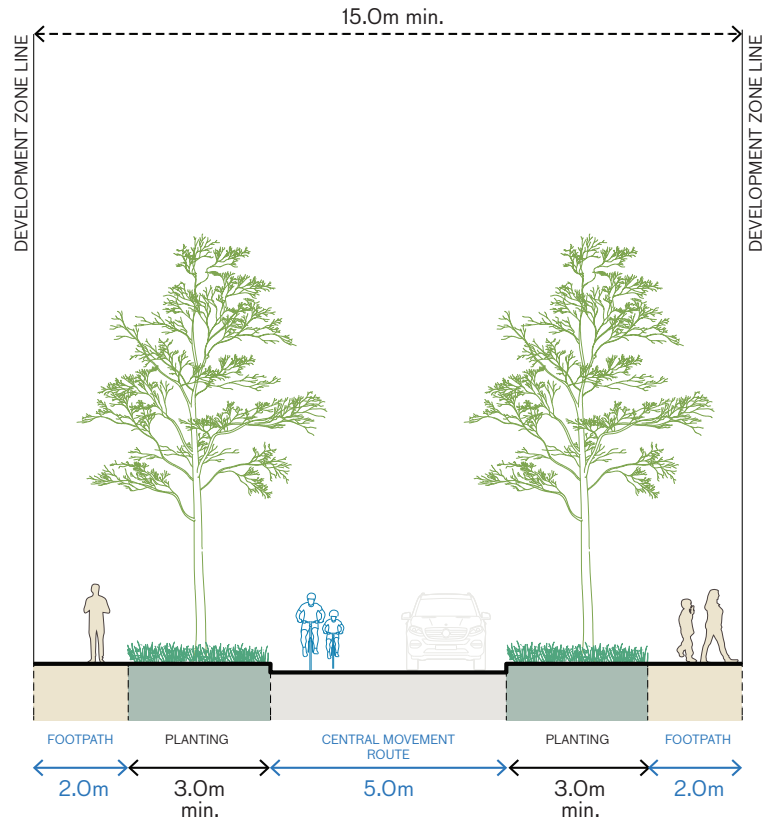 15.0m min.
DEVELOPMENT ZONE LINE
DEVELOPMENT ZONE LINE
FOOTPATH
PLANTING
CENTRAL MOVEMENT
ROUTE
PLANTING
FOOTPATH
2.0m
3.0m
min.
5.0m
3.0m
min.
2.0m